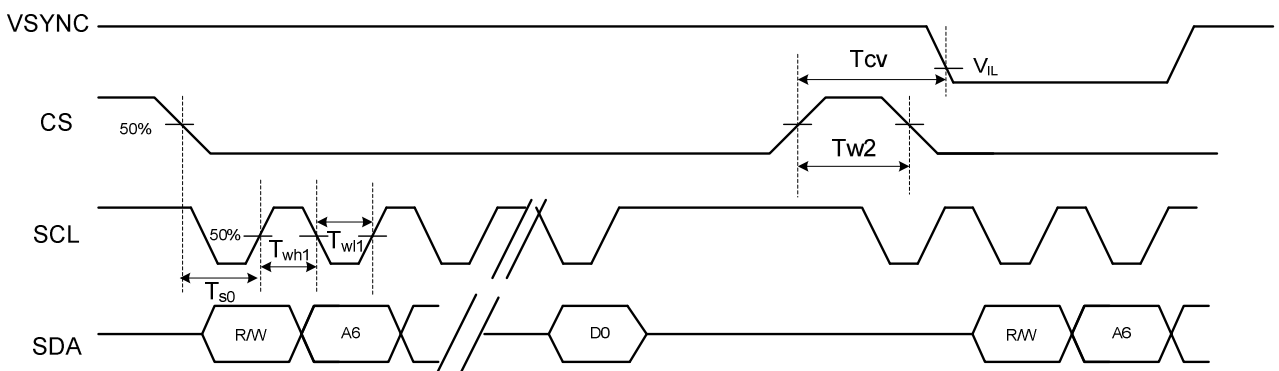 VSYNC
Tcv
VIL
CS
50%
Tw2
SCL
50%
Twh1
Twl1
Ts0
SDA
R/W
A6
D0
R/W
A6